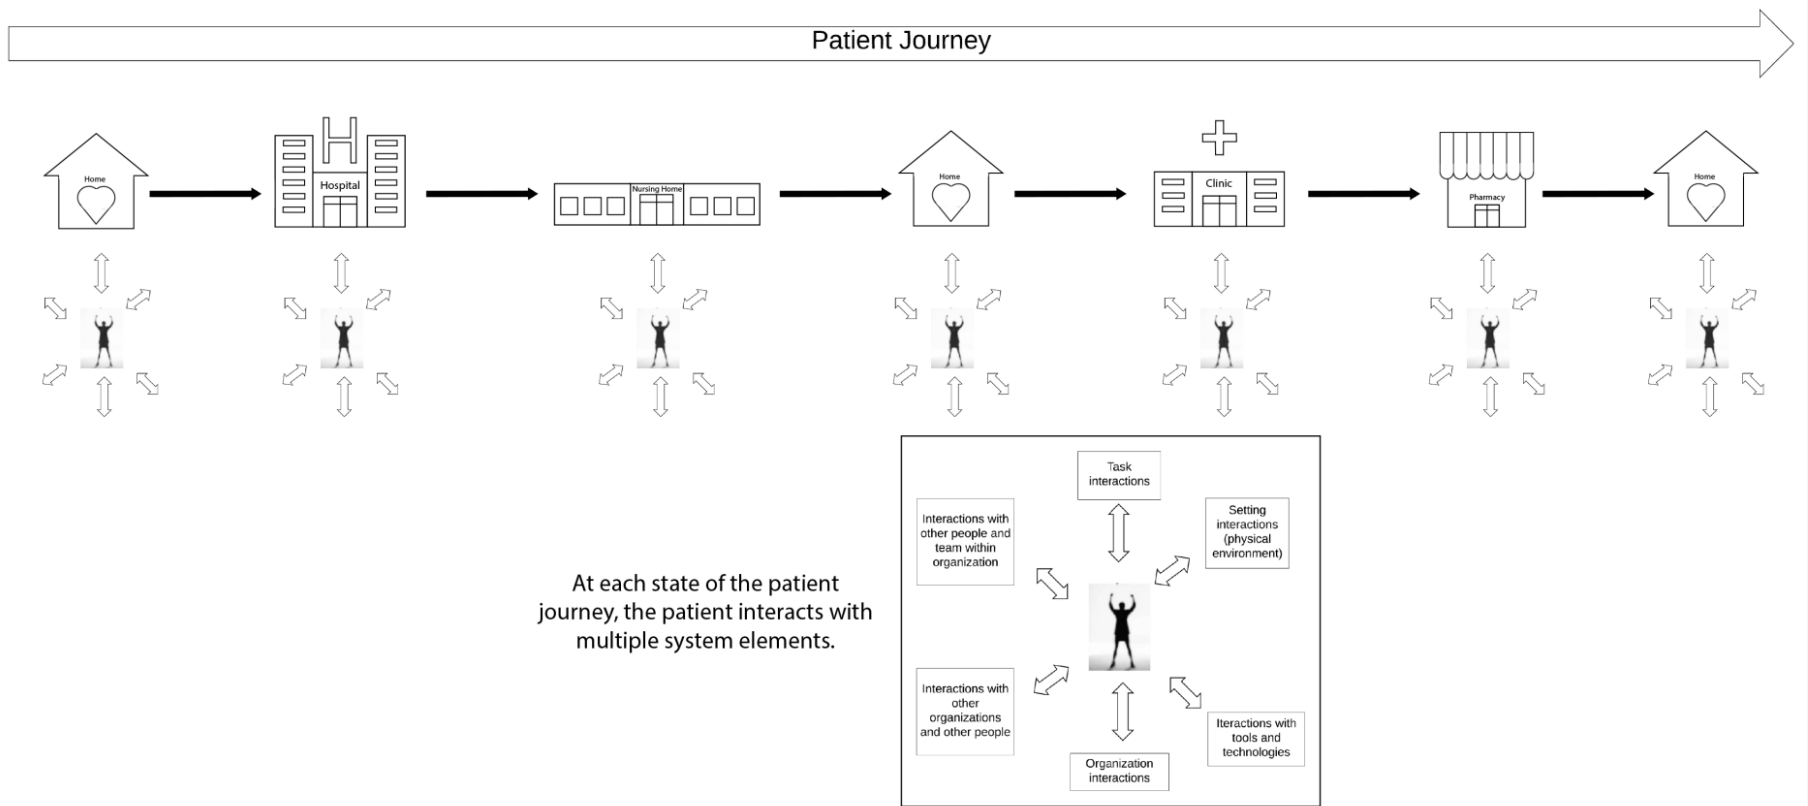 Patient Journey
Home
Hospital
Nursing Home
Home
Clinic
Pharmacy
Home
Task
interactions
Setting
interactions
(physical
environment)
Interactions with
other people and
team within
organization
At each state of the patient
journey, the patient interacts with
multiple system elements.
Interactions with
other
organizations
and other people
Iteractions with
tools and
technologies
Organization
interactions